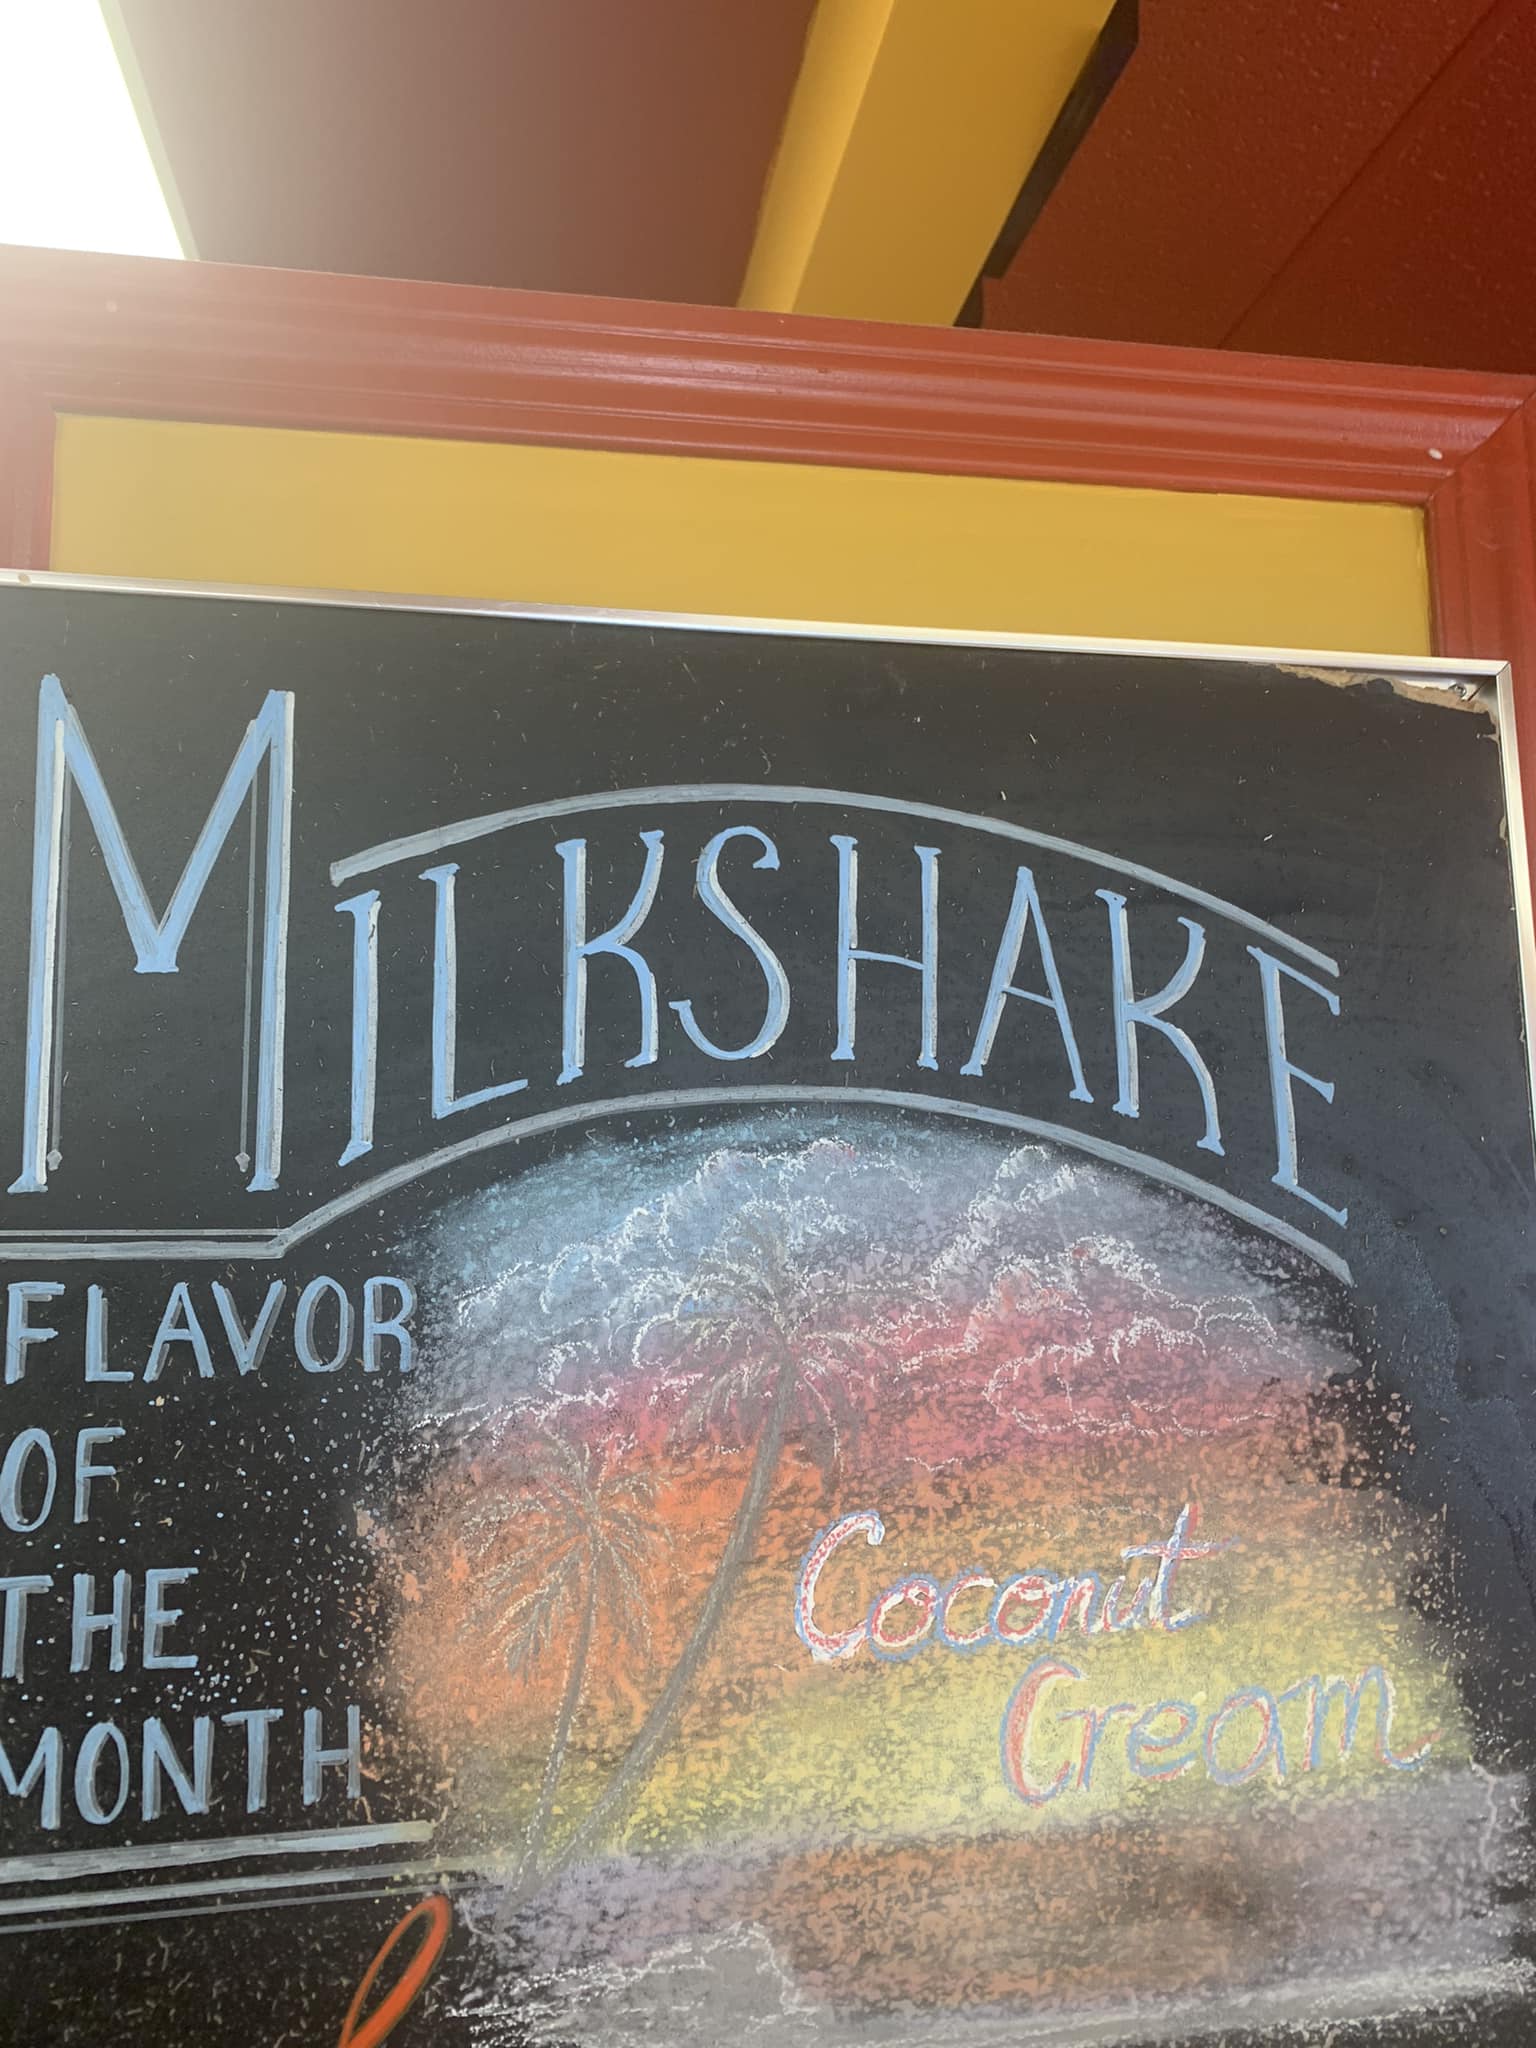 MILKSHAKE
FLAVOR
OF
THE
MONTH
Coconut
Cream